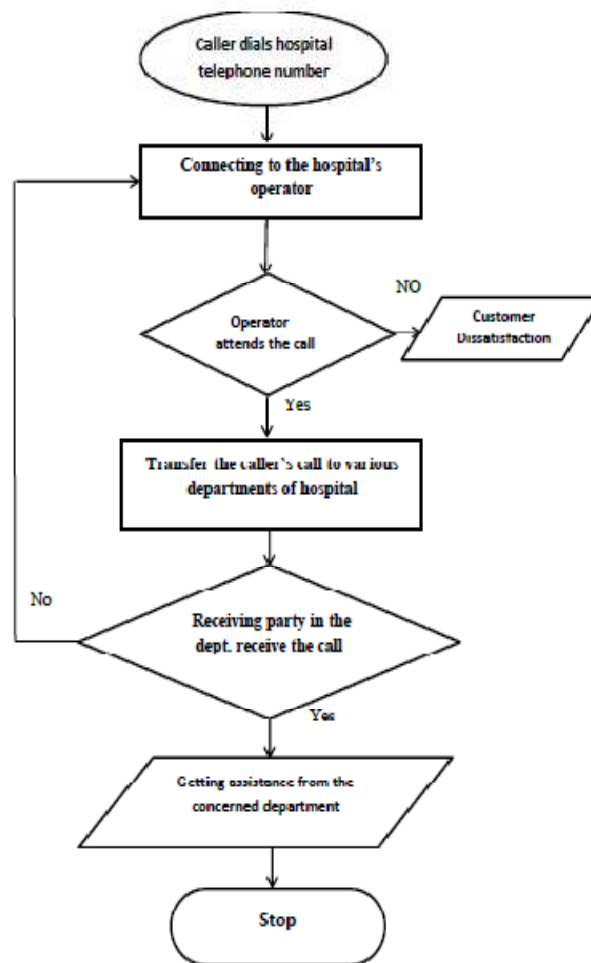 Caller dials hospital
telephone number
Connecting to the hospital's
operator
NO
Operator
attends the call
Customer
Dissatisfaction
Yes
Transfer the caller's call to various
departments of hospital
No
Receiving party in the
dept. receive the call
Yes
Getting assistance from the
concerned department
Stop